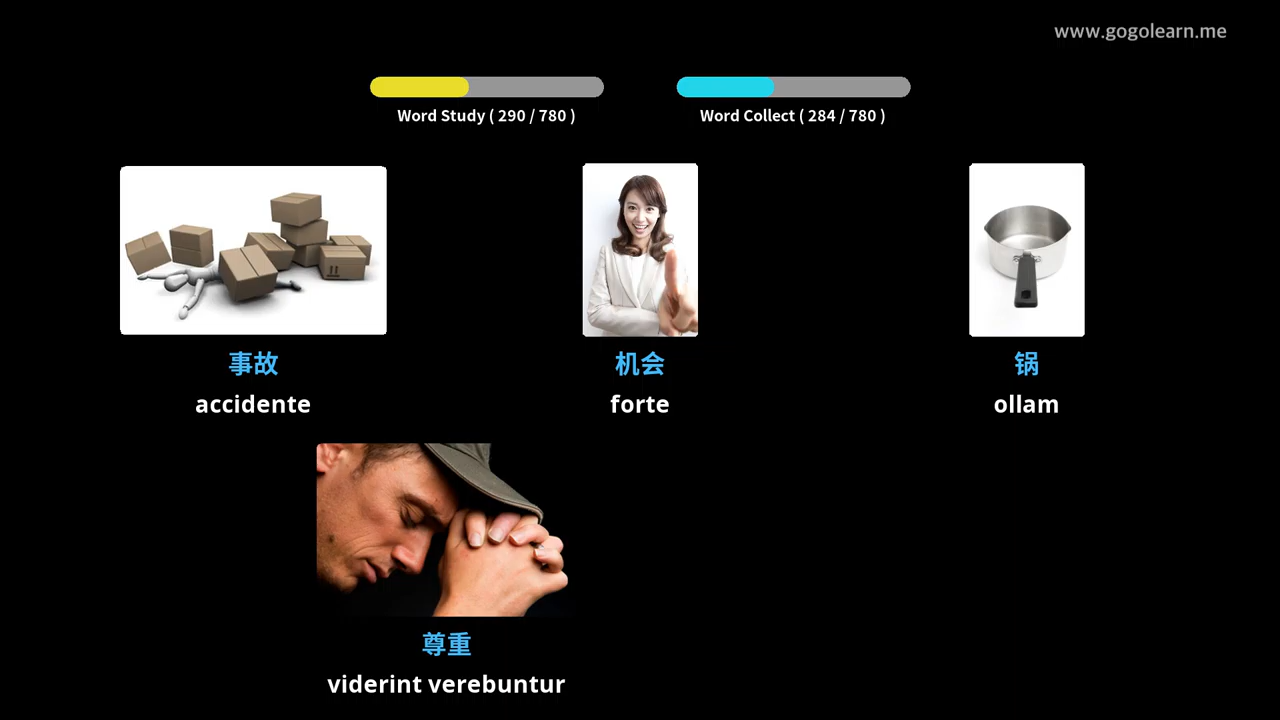 www.gogolearn.me
Word Study ( 290 / 780 )
Word Collect ( 284 / 780 )
事故
accidente
机会
forte
锅
ollam
尊重
viderint verebuntur